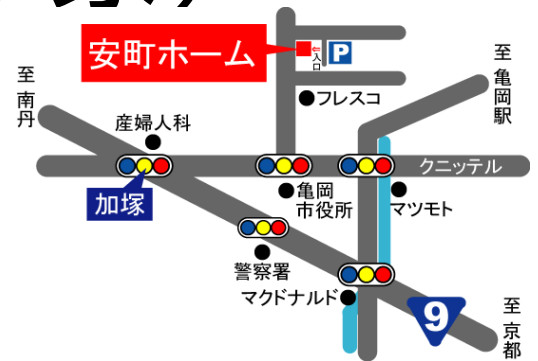 安町ホーム
⇐入口
P
至 亀岡駅
至 南丹
フレスコ
産婦人科
クニッテル
加塚
亀岡
市役所
マツモト
警察署
マクドナルド
9
至 京都